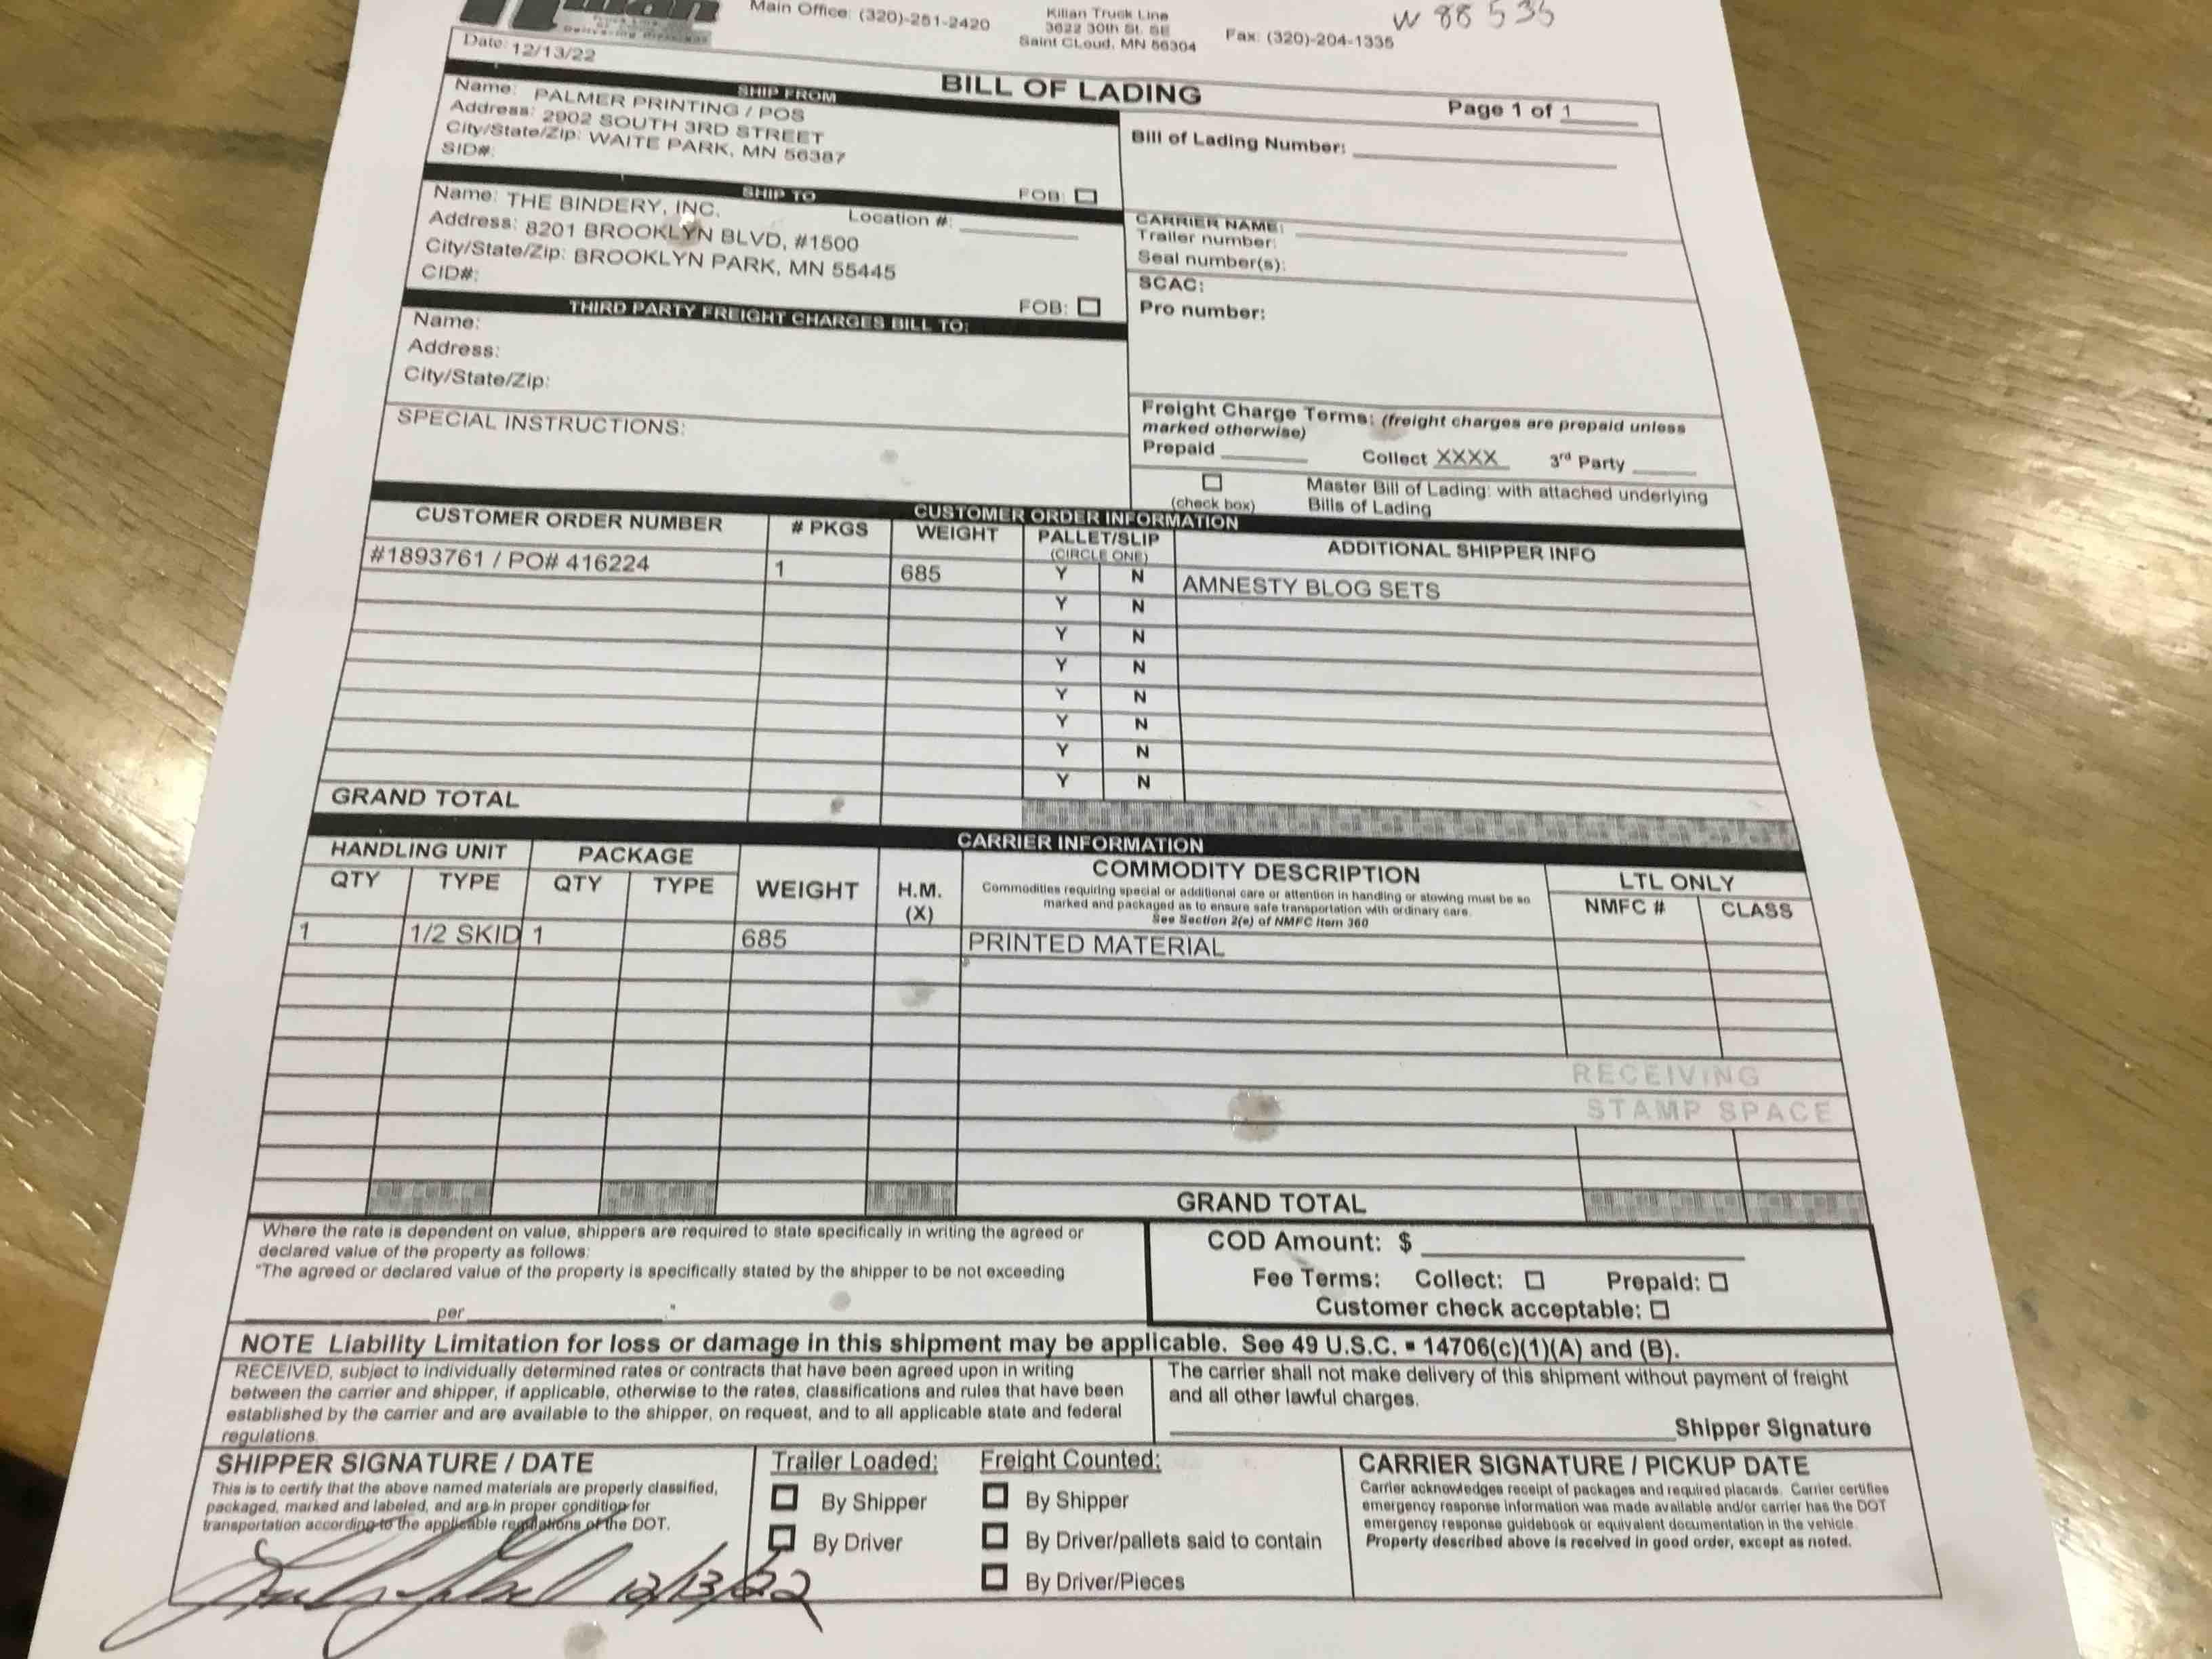 Main Office: (320)-251-2420
Kilian Truck Line
3622 30th St. SE
Saint CLoud, MN 56304
Fax: (320)-204-1335
W 88535
Date: 12/13/22
BILL OF LADING
Page 1 of 1
SHIP FROM
Name: PALMER PRINTING / POS
Address: 2902 SOUTH 3RD STREET
City/State/Zip: WAITE PARK, MN 56387
SID#:
FOB:
Bill of Lading Number:
SHIP TO
Name: THE BINDERY, INC.
Location #:
Address: 8201 BROOKLYN BLVD, #1500
City/State/Zip: BROOKLYN PARK, MN 55445
CID#:
FOB:
CARRIER NAME:
Trailer number:
Seal number(s):
SCAC:
Pro number:
THIRD PARTY FREIGHT CHARGES BILL TO:
Name:
Address:
City/State/Zip:
SPECIAL INSTRUCTIONS:
Freight Charge Terms: (freight charges are prepaid unless
marked otherwise)
Prepaid Collect XXXX 3rd Party
(check box)
Master Bill of Lading: with attached underlying
Bills of Lading
CUSTOMER ORDER INFORMATION
CUSTOMER ORDER NUMBER # PKGS WEIGHT PALLET/SLIP ADDITIONAL SHIPPER INFO
(CIRCLE ONE)
#1893761 / PO# 416224 1 685 Y N AMNESTY BLOG SETS
Y N
Y N
Y N
Y N
Y N
Y N
Y N
GRAND TOTAL
CARRIER INFORMATION
HANDLING UNIT PACKAGE
QTY TYPE QTY TYPE WEIGHT H.M.
(X)
COMMODITY DESCRIPTION
Commodities requiring special or additional care or attention in handling or stowing must be so
marked and packaged as to ensure safe transportation with ordinary care.
See Section 2(e) of NMFC Item 360
LTL ONLY
NMFC # CLASS
1 1/2 SKID 1 685 PRINTED MATERIAL
RECEIVING
STAMP SPACE
GRAND TOTAL
Where the rate is dependent on value, shippers are required to state specifically in writing the agreed or
declared value of the property as follows:
"The agreed or declared value of the property is specifically stated by the shipper to be not exceeding
per ."
COD Amount: $
Fee Terms: Collect: Prepaid:
Customer check acceptable:
NOTE Liability Limitation for loss or damage in this shipment may be applicable. See 49 U.S.C. ▪ 14706(c)(1)(A) and (B).
RECEIVED, subject to individually determined rates or contracts that have been agreed upon in writing
between the carrier and shipper, if applicable, otherwise to the rates, classifications and rules that have been
established by the carrier and are available to the shipper, on request, and to all applicable state and federal
regulations.
The carrier shall not make delivery of this shipment without payment of freight
and all other lawful charges.
Shipper Signature
SHIPPER SIGNATURE / DATE
This is to certify that the above named materials are properly classified,
packaged, marked and labeled, and are in proper condition for
transportation according to the applicable regulations of the DOT.
12/13/22
Trailer Loaded:
By Shipper
By Driver
Freight Counted:
By Shipper
By Driver/pallets said to contain
By Driver/Pieces
CARRIER SIGNATURE / PICKUP DATE
Carrier acknowledges receipt of packages and required placards. Carrier certifies
emergency response information was made available and/or carrier has the DOT
emergency response guidebook or equivalent documentation in the vehicle.
Property described above is received in good order, except as noted.